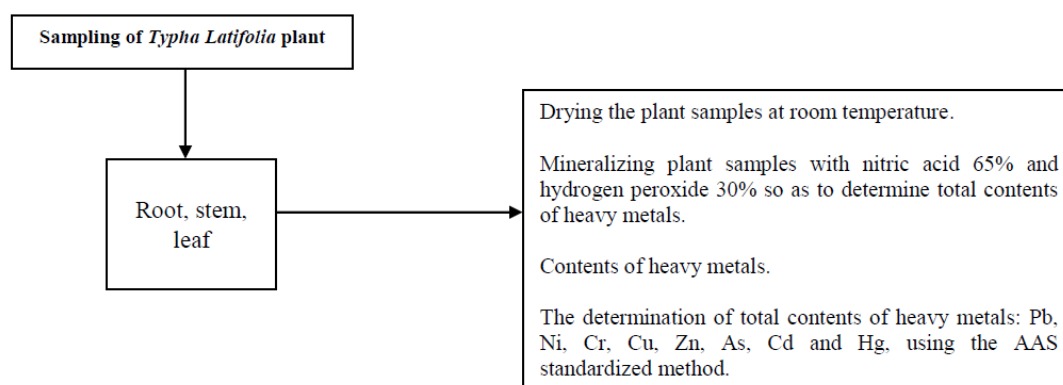 Sampling of Typha Latifolia plant
Root, stem,
leaf
Drying the plant samples at room temperature.
Mineralizing plant samples with nitric acid 65% and
hydrogen peroxide 30% so as to determine total contents
of heavy metals.
Contents of heavy metals.
The determination of total contents of heavy metals: Pb,
Ni, Cr, Cu, Zn, As, Cd and Hg, using the AAS
standardized method.